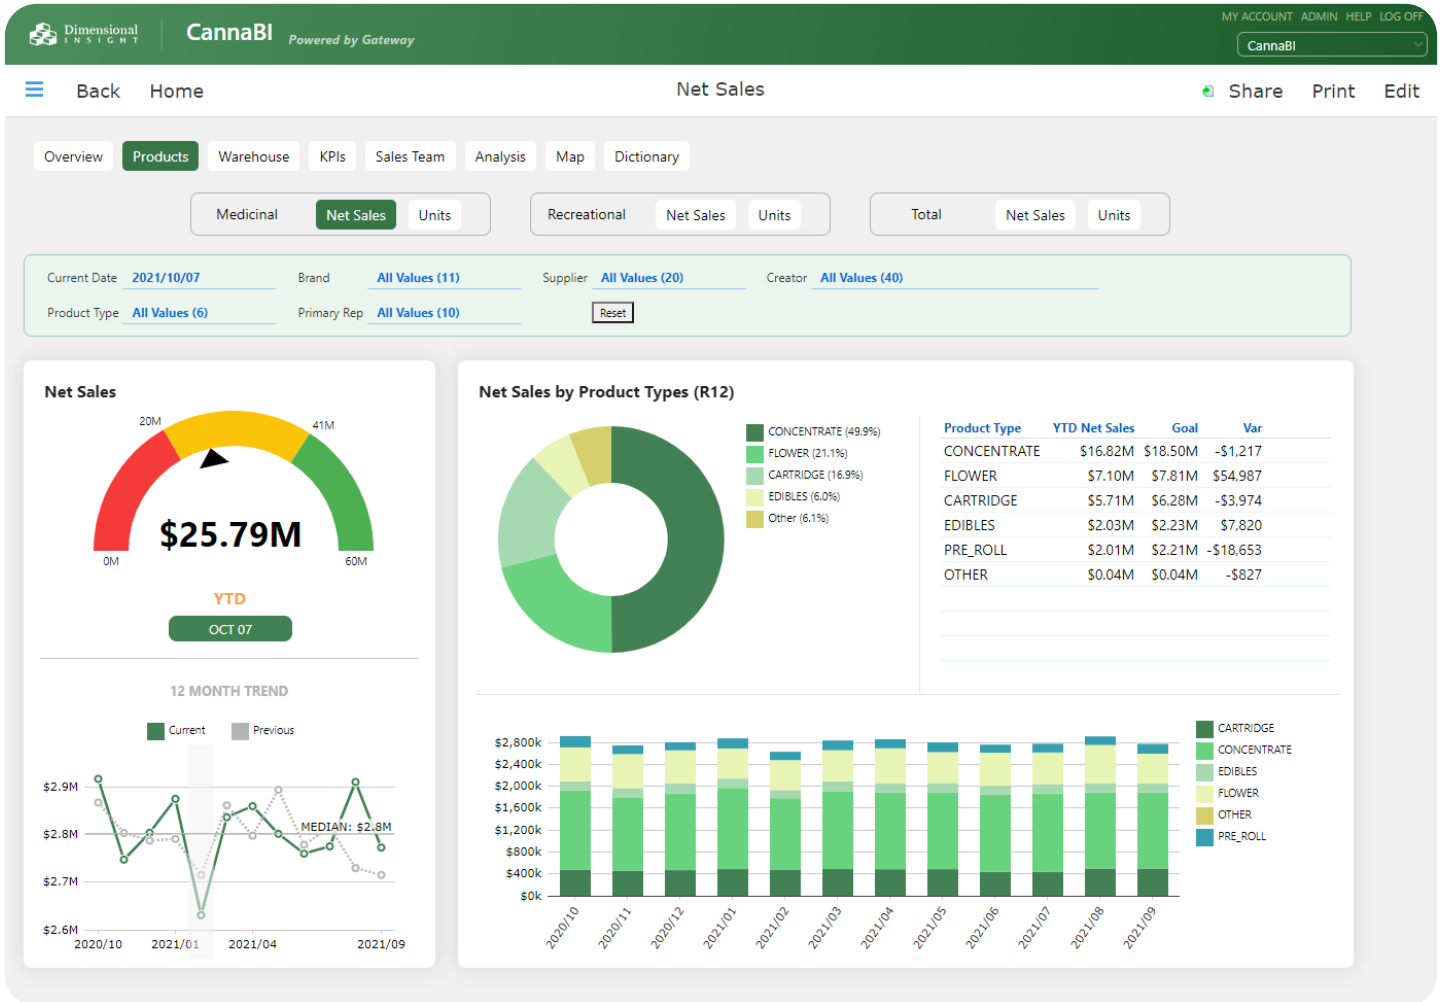 MY ACCOUNT ADMIN HELP LOG OFF
Dimensional
INSIGHT
CannaBI Powered by Gateway
CannaBI
Back Home Net Sales Share Print Edit
Overview Products Warehouse KPIs Sales Team Analysis Map Dictionary
Medicinal Net Sales Units Recreational Net Sales Units Total Net Sales Units
Current Date 2021/10/07 Brand All Values (11) Supplier All Values (20) Creator All Values (40)
Product Type All Values (6) Primary Rep All Values (10) Reset
Net Sales
20M
41M
$25.79M
0M
60M
YTD
OCT 07
12 MONTH TREND
Current Previous
$2.9M
$2.8M
MEDIAN: $2.8M
$2.7M
$2.6M
2020/10 2021/01 2021/04 2021/09
Net Sales by Product Types (R12)
CONCENTRATE (49.9%)
FLOWER (21.1%)
CARTRIDGE (16.9%)
EDIBLES (6.0%)
Other (6.1%)
Product Type YTD Net Sales Goal Var
CONCENTRATE $16.82M $18.50M -$1,217
FLOWER $7.10M $7.81M $54,987
CARTRIDGE $5.71M $6.28M -$3,974
EDIBLES $2.03M $2.23M $7,820
PRE_ROLL $2.01M $2.21M -$18,653
OTHER $0.04M $0.04M -$827
$2,800k
$2,400k
$2,000k
$1,600k
$1,200k
$800k
$400k
$0k
2020/10 2020/11 2020/12 2021/01 2021/02 2021/03 2021/04 2021/05 2021/06 2021/07 2021/08 2021/09
CARTRIDGE
CONCENTRATE
EDIBLES
FLOWER
OTHER
PRE_ROLL